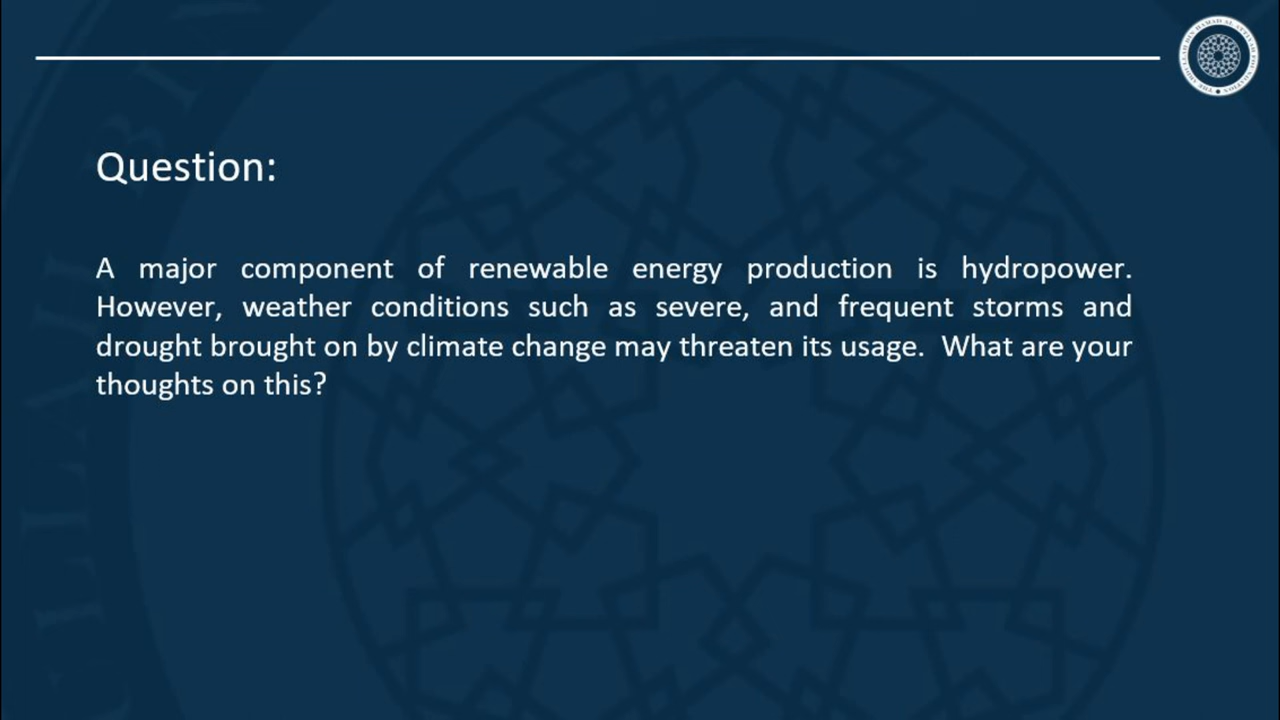 Question:
A major component of renewable energy production is hydropower.
However, weather conditions such as severe, and frequent storms and
drought brought on by climate change may threaten its usage.  What are your
thoughts on this?